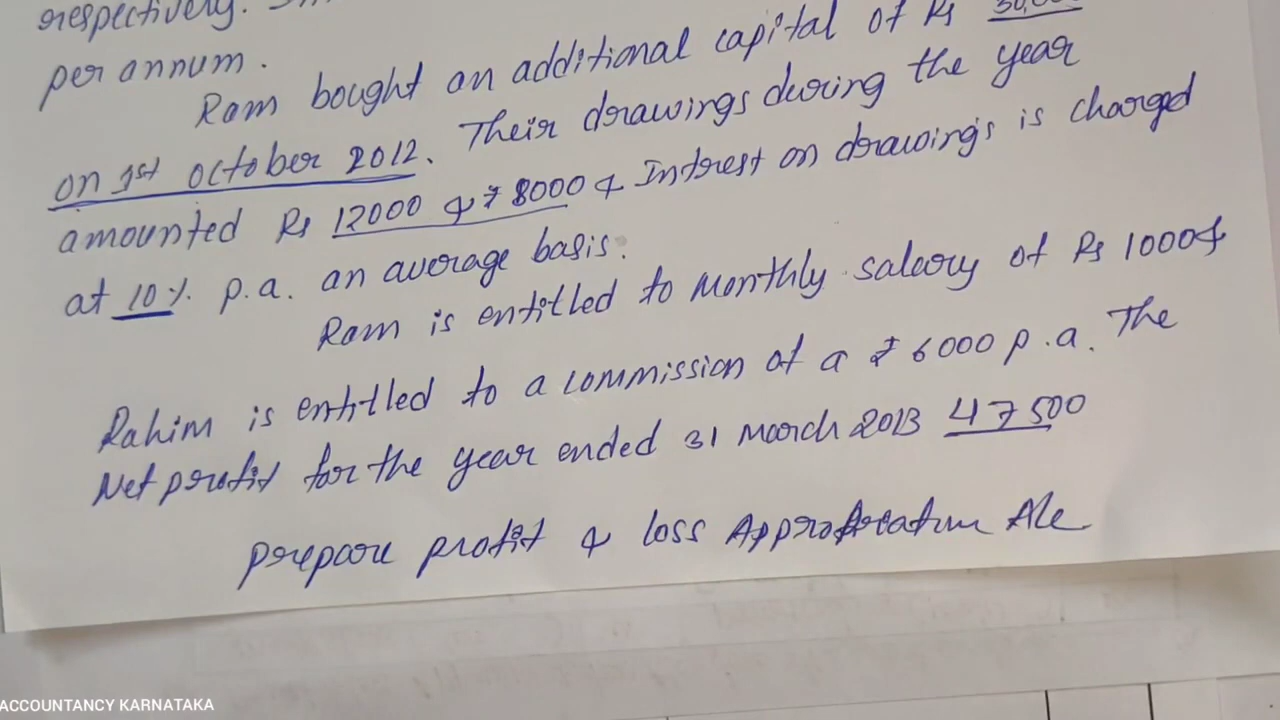 respectively.
per annum.
Ram bought an additional capital of Rs 30,000
on 1st october 2012. Their drawings during the year
amounted Rs 12000 & ₹ 8000 & Interest on drawings is charged
at 10%. p.a. an average basis.
Ram is entitled to Monthly salary of Rs 1000&
Rahim is entitled to a commission of a ₹ 6000 p.a. The
Net profit for the year ended 31 March 2013 47500
prepare profit & loss Appropriation A/c
ACCOUNTANCY KARNATAKA